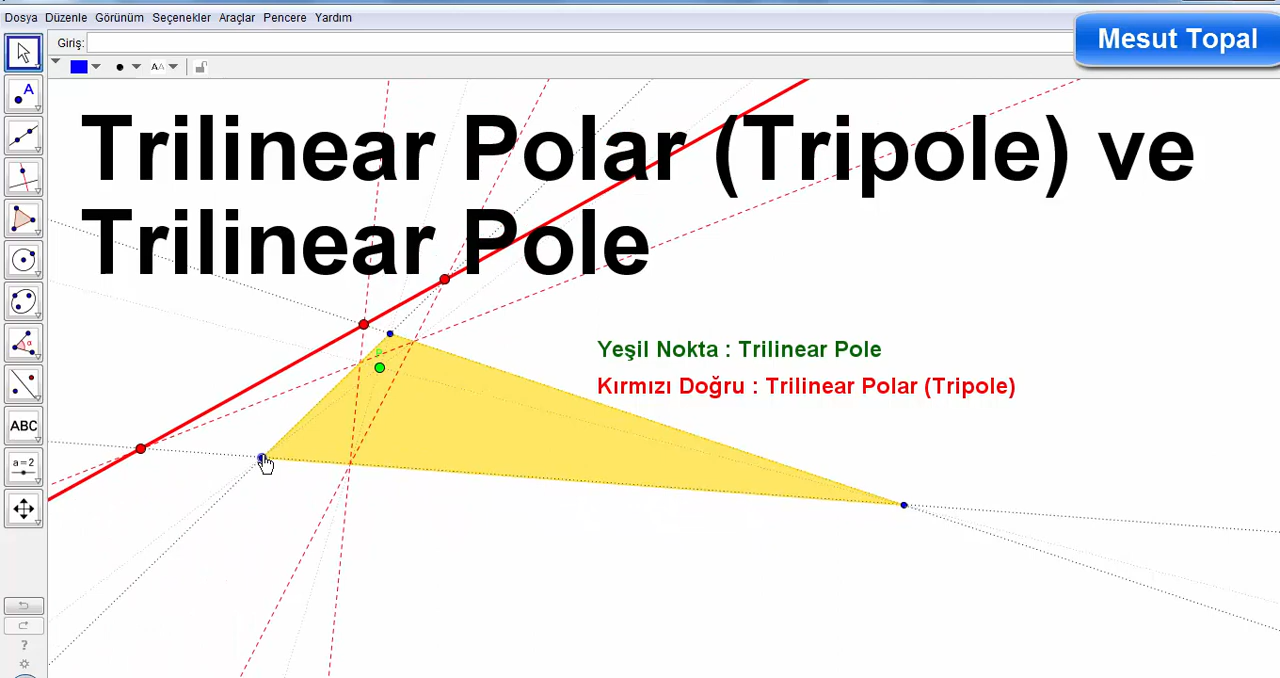 Dosya Düzenle Görünüm Seçenekler Araçlar Pencere Yardım
Mesut Topal
Giriş:
AA
A
Trilinear Polar (Tripole) ve
Trilinear Pole
α
Yeşil Nokta : Trilinear Pole
Kırmızı Doğru : Trilinear Polar (Tripole)
ABC
a=2
?